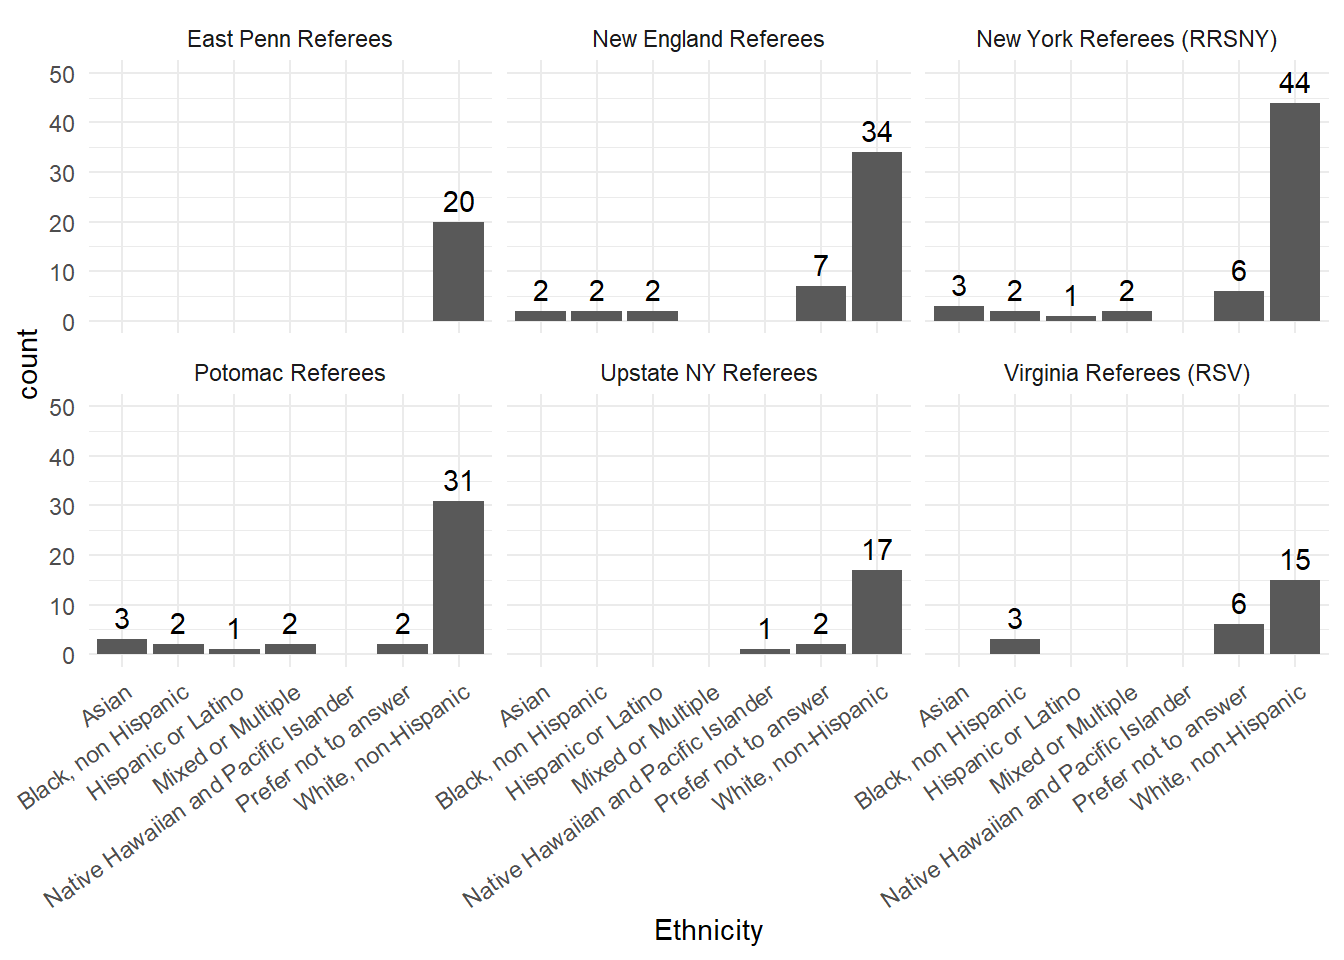 East Penn Referees
New England Referees
New York Referees (RRSNY)
50
40
30
20
10
0
20
2
2
2
7
34
3
2
1
2
6
44
count
Potomac Referees
Upstate NY Referees
Virginia Referees (RSV)
50
40
30
20
10
0
3
2
1
2
2
31
1
2
17
3
6
15
Asian
Black, non Hispanic
Hispanic or Latino
Mixed or Multiple
Native Hawaiian and Pacific Islander
Prefer not to answer
White, non-Hispanic
Asian
Black, non Hispanic
Hispanic or Latino
Mixed or Multiple
Native Hawaiian and Pacific Islander
Prefer not to answer
White, non-Hispanic
Asian
Black, non Hispanic
Hispanic or Latino
Mixed or Multiple
Native Hawaiian and Pacific Islander
Prefer not to answer
White, non-Hispanic
Ethnicity